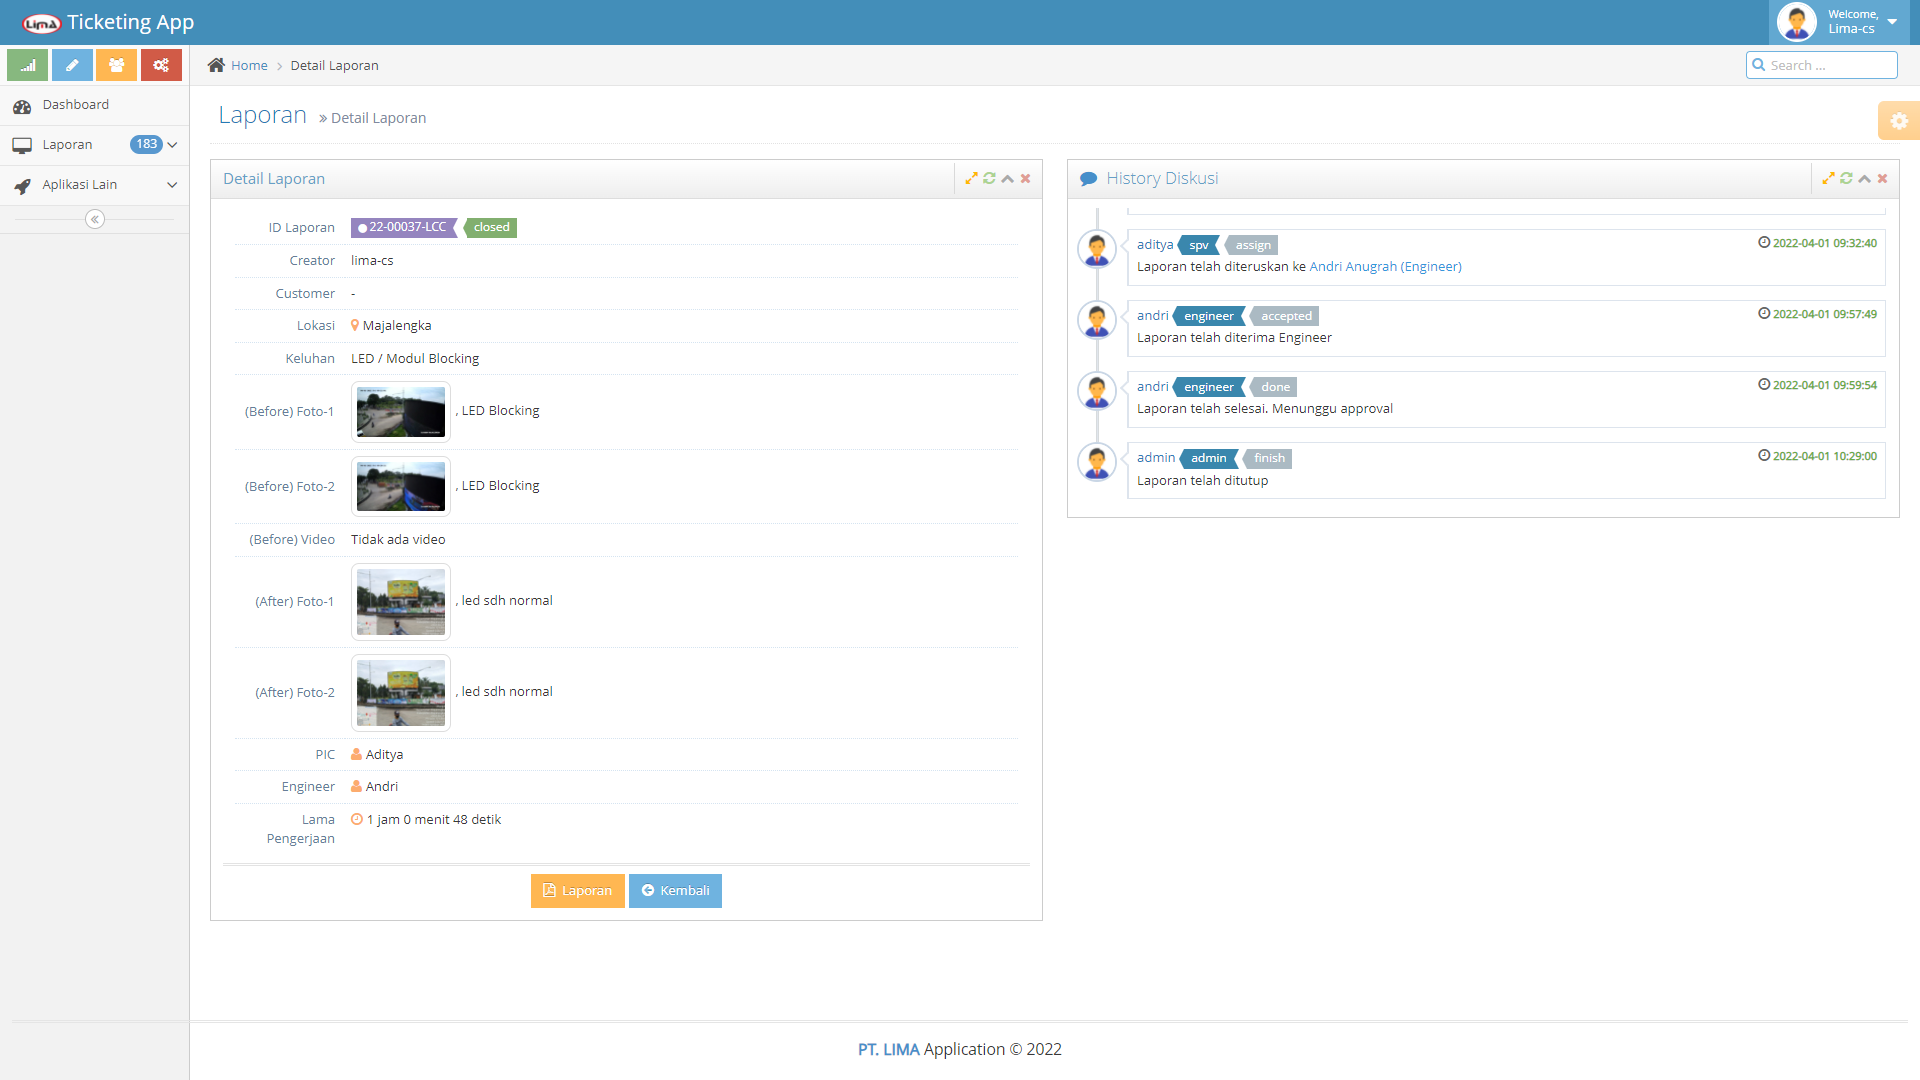 LimA Ticketing App
Welcome,
Lima-cs
Home
Detail Laporan
Search ...
Dashboard
Laporan 183
Aplikasi Lain
Laporan » Detail Laporan
Detail Laporan
ID Laporan 22-00037-LCC closed
Creator lima-cs
Customer -
Lokasi Majalengka
Keluhan LED / Modul Blocking
(Before) Foto-1 , LED Blocking
(Before) Foto-2 , LED Blocking
(Before) Video Tidak ada video
(After) Foto-1 , led sdh normal
(After) Foto-2 , led sdh normal
PIC Aditya
Engineer Andri
Lama Pengerjaan 1 jam 0 menit 48 detik
Laporan Kembali
History Diskusi
aditya spv assign 2022-04-01 09:32:40
Laporan telah diteruskan ke Andri Anugrah (Engineer)
andri engineer accepted 2022-04-01 09:57:49
Laporan telah diterima Engineer
andri engineer done 2022-04-01 09:59:54
Laporan telah selesai. Menunggu approval
admin admin finish 2022-04-01 10:29:00
Laporan telah ditutup
PT. LIMA Application © 2022